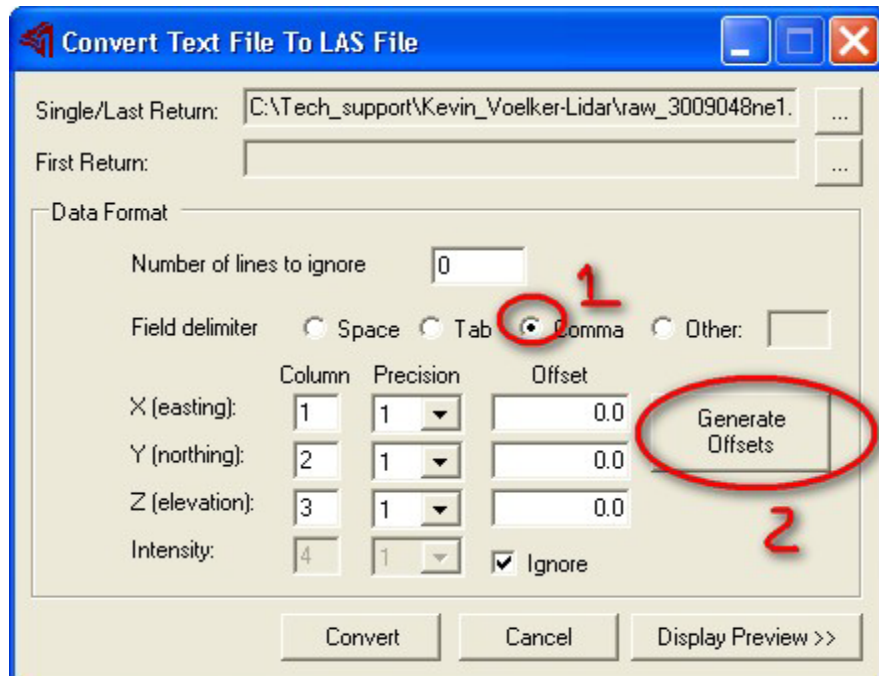 Convert Text File To LAS File
Single/Last Return: C:\Tech_support\Kevin_Voelker-Lidar\raw_3009048ne1. ...
First Return: ...
Data Format
Number of lines to ignore 0
1
Field delimiter Space Tab Comma Other:
Column Precision Offset
X (easting): 1 1 0.0
Generate
Offsets
Y (northing): 2 1 0.0
Z (elevation): 3 1 0.0
2
Intensity: 4 1 Ignore
Convert Cancel Display Preview >>